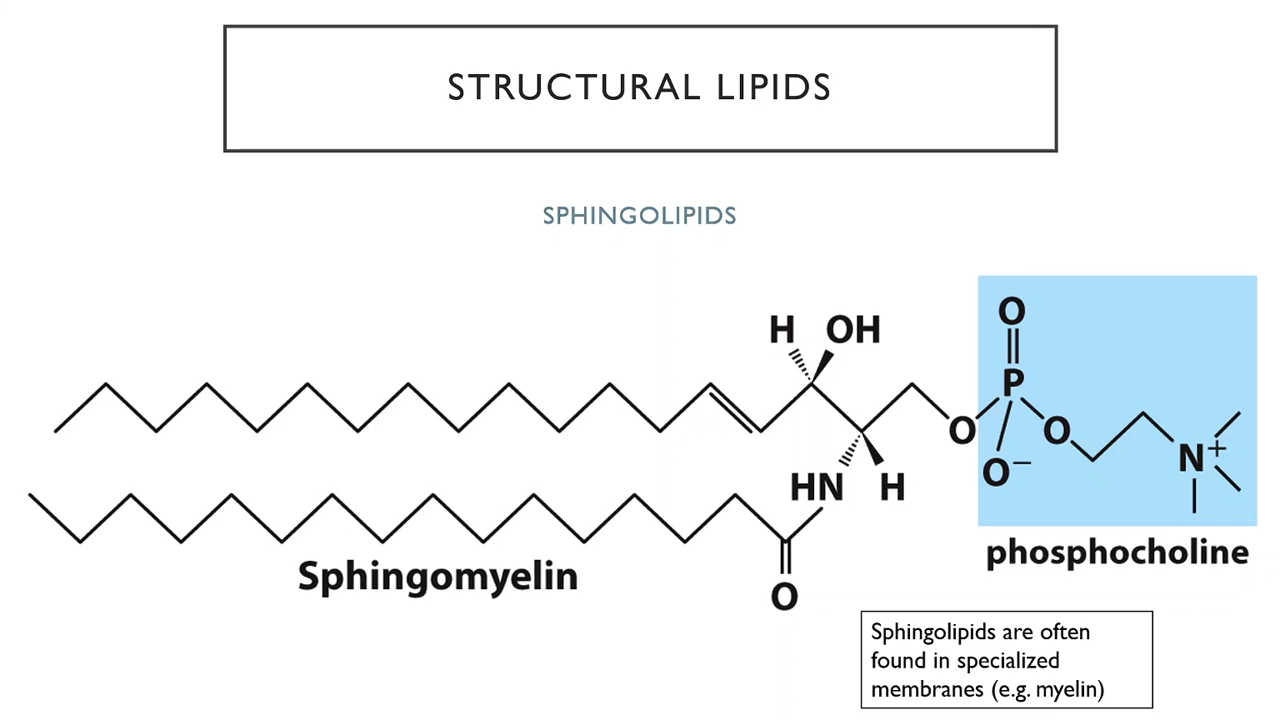 STRUCTURAL LIPIDS
SPHINGOLIPIDS
O
H OH
P
O O
O−
N+
HN H
phosphocholine
Sphingomyelin
O
Sphingolipids are often
found in specialized
membranes (e.g. myelin)